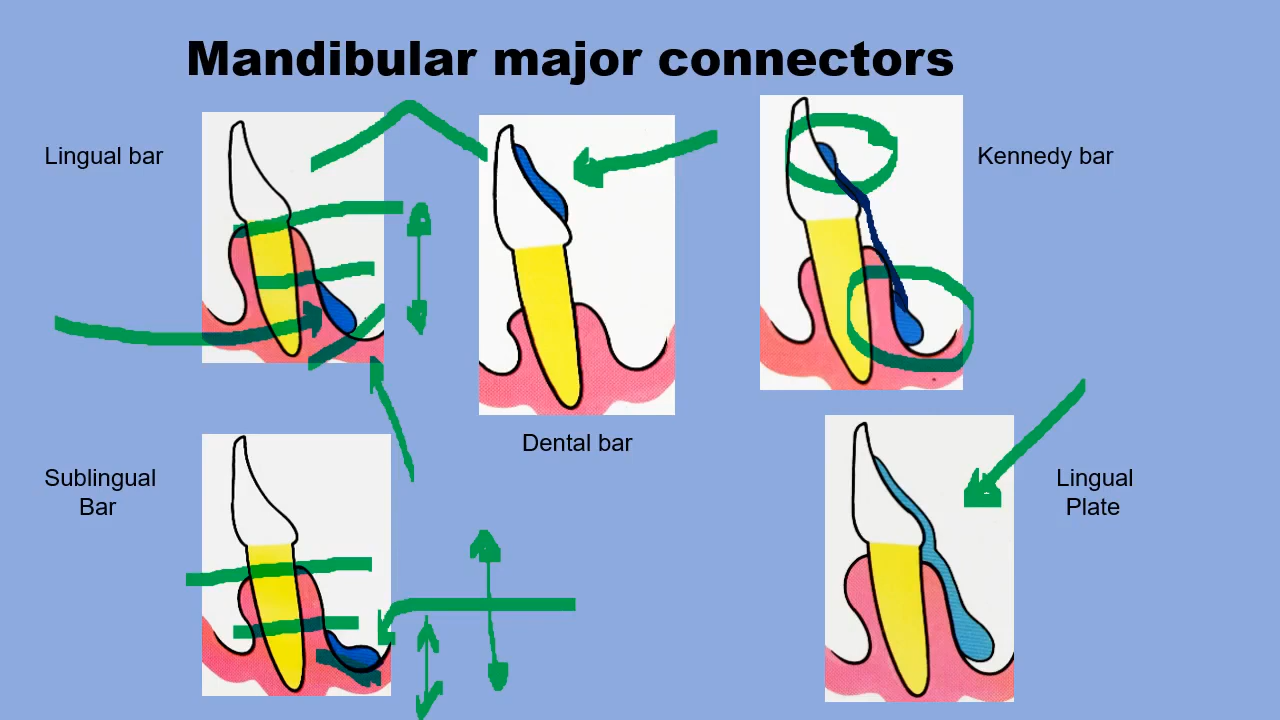 Mandibular major connectors
Lingual bar
Kennedy bar
Dental bar
Sublingual
Bar
Lingual
Plate